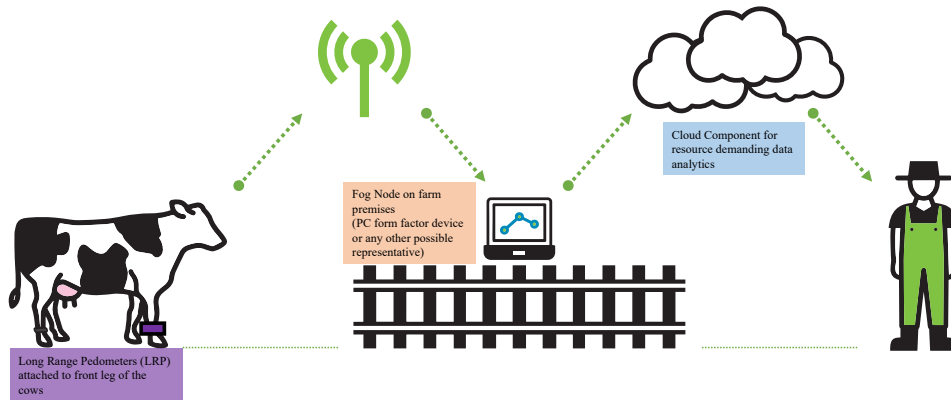 Cloud Component for
resource demanding data
analytics
Fog Node on farm
premises
(PC form factor device
or any other possible
representative)
Long Range Pedometers (LRP)
attached to front leg of the
cows